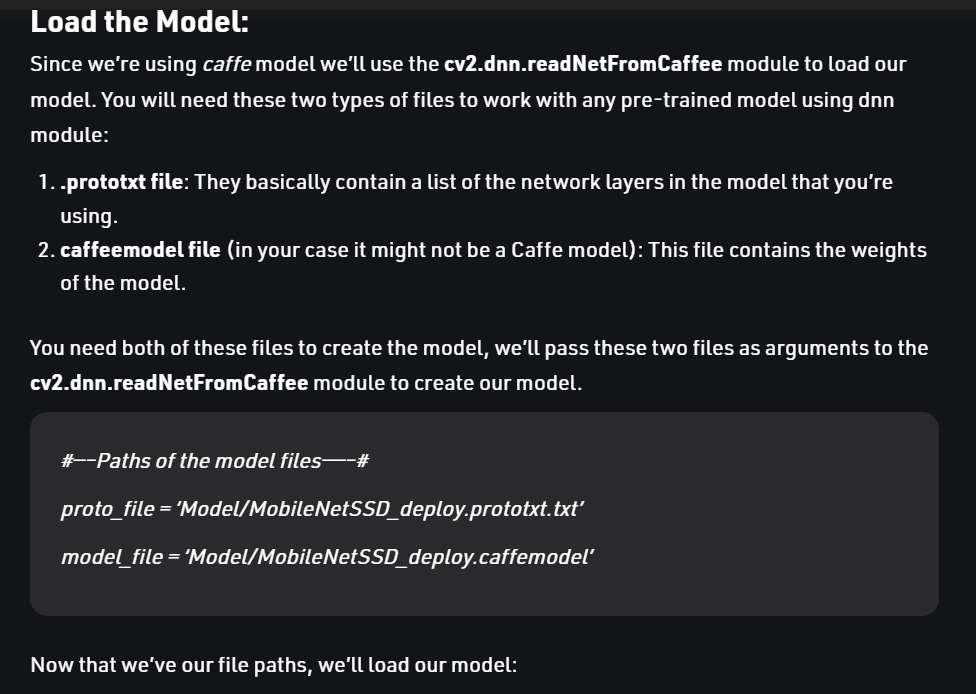 Load the Model:
Since we're using caffe model we'll use the cv2.dnn.readNetFromCaffee module to load our
model. You will need these two types of files to work with any pre-trained model using dnn
module:
1. .prototxt file: They basically contain a list of the network layers in the model that you're
using.
2. caffeemodel file (in your case it might not be a Caffe model): This file contains the weights
of the model.
You need both of these files to create the model, we'll pass these two files as arguments to the
cv2.dnn.readNetFromCaffee module to create our model.
#—–Paths of the model files—–-#
proto_file = 'Model/MobileNetSSD_deploy.prototxt.txt'
model_file = 'Model/MobileNetSSD_deploy.caffemodel'
Now that we've our file paths, we'll load our model: